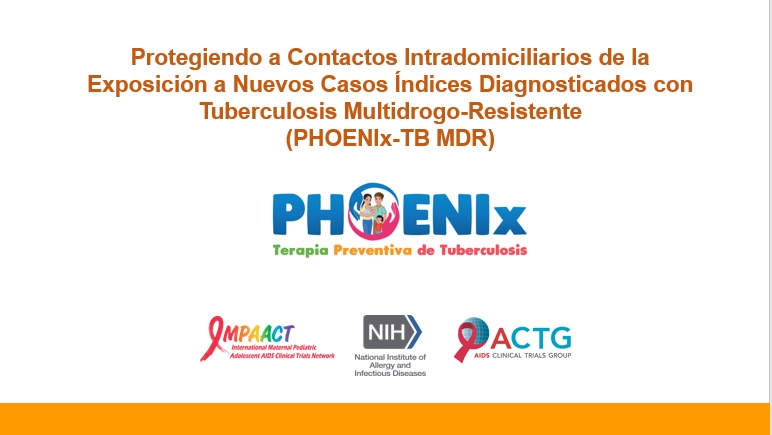 Protegiendo a Contactos Intradomiciliarios de la
Exposición a Nuevos Casos Índices Diagnosticados con
Tuberculosis Multidrogo-Resistente
(PHOENIx-TB MDR)
PHOENIx
Terapia Preventiva de Tuberculosis
IMPAACT
International Maternal Pediatric
Adolescent AIDS Clinical Trials Network
NIH
National Institute of
Allergy and
Infectious Diseases
ACTG
AIDS CLINICAL TRIALS GROUP